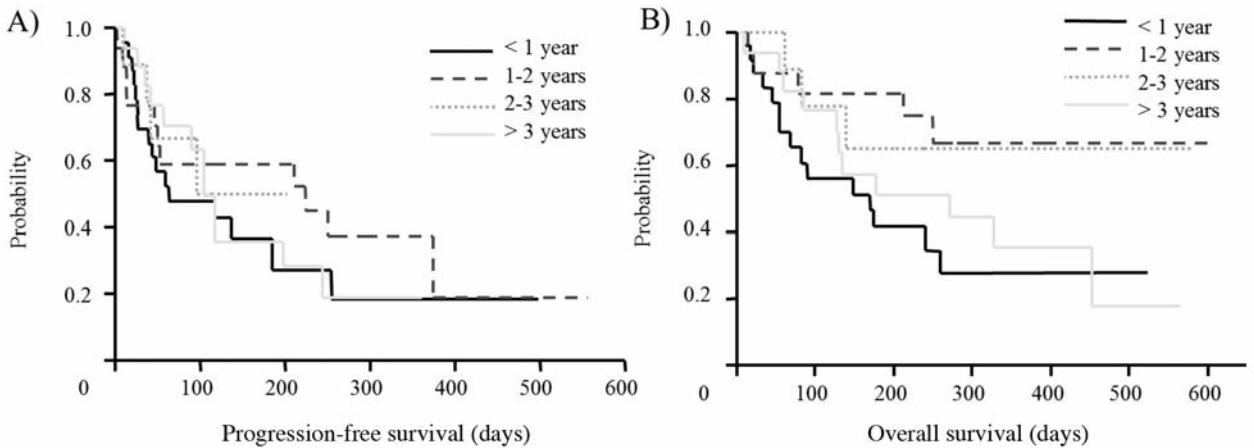 A)
1.0
0.8
0.6
0.4
0.2
0
100
200
300
400
500
600
Probability
Progression-free survival (days)
< 1 year
1-2 years
2-3 years
> 3 years
B)
1.0
0.8
0.6
0.4
0.2
0
100
200
300
400
500
600
Probability
Overall survival (days)
< 1 year
1-2 years
2-3 years
> 3 years